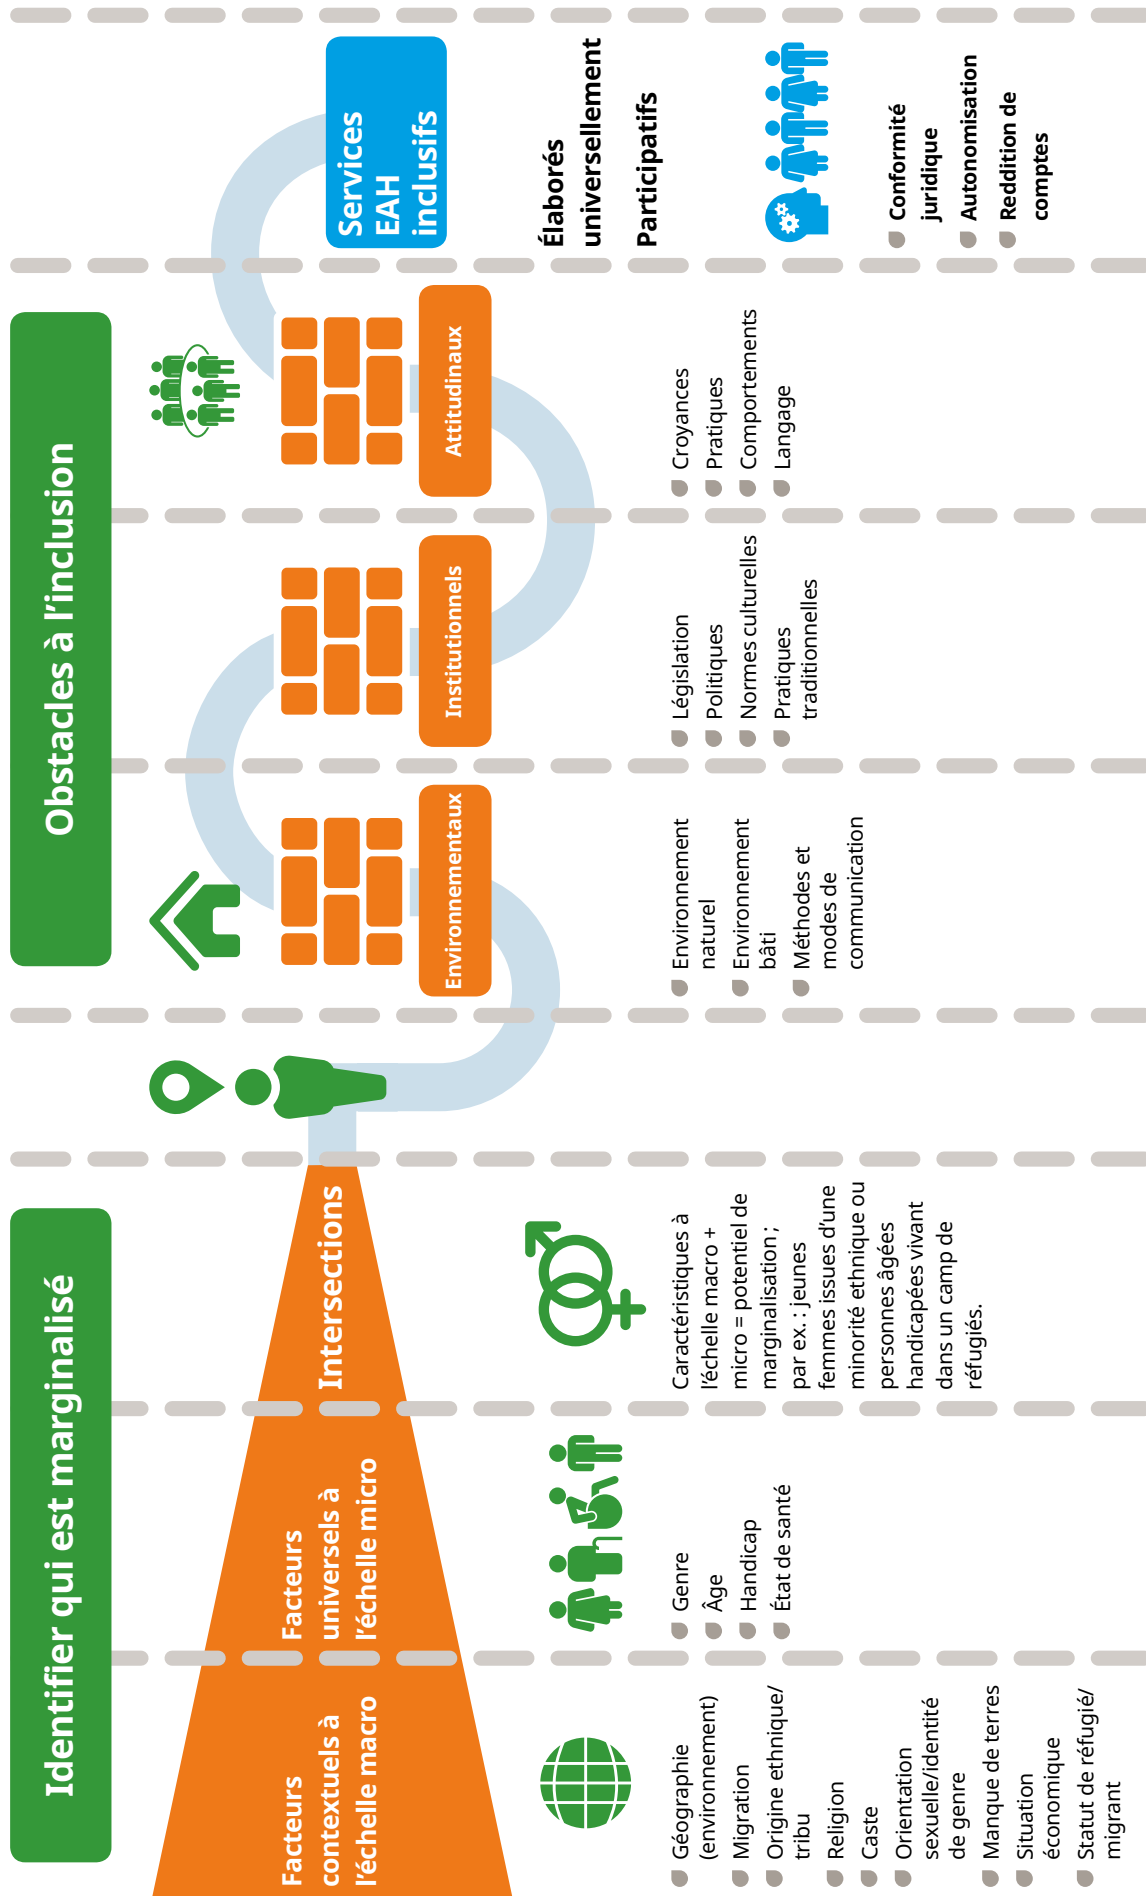 Identifier qui est marginalisé
Facteurs
contextuels à
l’échelle macro
Géographie
(environnement)
Migration
Origine ethnique/
tribu
Religion
Caste
Orientation
sexuelle/identité
de genre
Manque de terres
Situation
économique
Statut de réfugié/
migrant
Facteurs
universels à
l’échelle micro
Genre
Âge
Handicap
État de santé
Intersections
Caractéristiques à
l’échelle macro +
micro = potentiel de
marginalisation ;
par ex. : jeunes
femmes issues d’une
minorité ethnique ou
personnes âgées
handicapées vivant
dans un camp de
réfugiés.
Obstacles à l’inclusion
Environnementaux
Environnement
naturel
Environnement
bâti
Méthodes et
modes de
communication
Institutionnels
Législation
Politiques
Normes culturelles
Pratiques
traditionnelles
Attitudinaux
Croyances
Pratiques
Comportements
Langage
Services
EAH
inclusifs
Élaborés
universellement
Participatifs
Conformité
juridique
Autonomisation
Reddition de
comptes